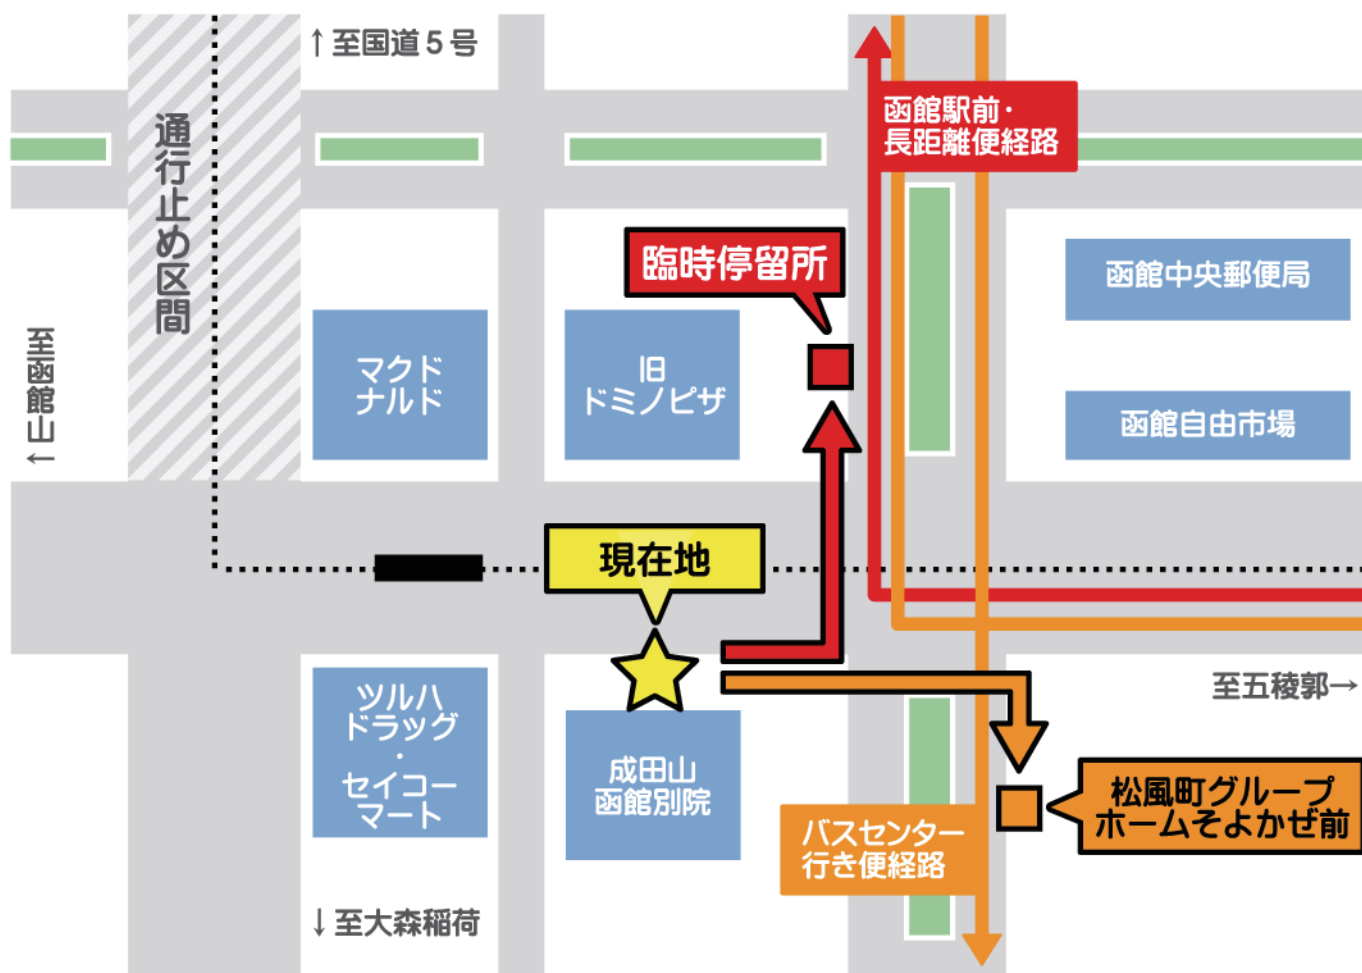 ↑至国道5号
函館駅前・
長距離便経路
通行止め区間
臨時停留所
函館中央郵便局
至函館山→
マクド
ナルド
旧
ドミノピザ
函館自由市場
現在地
至五稜郭→
ツルハ
ドラッグ
・
セイコー
マート
成田山
函館別院
松風町グループ
ホームそよかぜ前
バスセンター
行き便経路
↓至大森稲荷